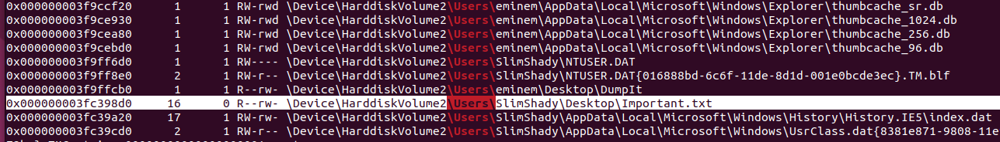 0x000000003f9ccf20 1 1 RW-rwd \Device\HarddiskVolume2\Users\eminem\AppData\Local\Microsoft\Windows\Explorer\thumbcache_sr.db
0x000000003f9ce930 1 1 RW-rwd \Device\HarddiskVolume2\Users\eminem\AppData\Local\Microsoft\Windows\Explorer\thumbcache_1024.db
0x000000003f9cea80 1 1 RW-rwd \Device\HarddiskVolume2\Users\eminem\AppData\Local\Microsoft\Windows\Explorer\thumbcache_256.db
0x000000003f9cebd0 1 1 RW-rwd \Device\HarddiskVolume2\Users\eminem\AppData\Local\Microsoft\Windows\Explorer\thumbcache_96.db
0x000000003f9ff6d0 1 1 RW---- \Device\HarddiskVolume2\Users\SlimShady\NTUSER.DAT
0x000000003f9ff8e0 2 1 RW-r-- \Device\HarddiskVolume2\Users\SlimShady\NTUSER.DAT{016888bd-6c6f-11de-8d1d-001e0bcde3ec}.TM.blf
0x000000003f9ffcb0 1 1 R--rw- \Device\HarddiskVolume2\Users\eminem\Desktop\DumpIt
0x000000003fc398d0 16 0 R--rw- \Device\HarddiskVolume2\Users\SlimShady\Desktop\Important.txt
0x000000003fc39a20 17 1 RW-rw- \Device\HarddiskVolume2\Users\SlimShady\AppData\Local\Microsoft\Windows\History\History.IE5\index.dat
0x000000003fc39cd0 2 1 RW-r-- \Device\HarddiskVolume2\Users\SlimShady\AppData\Local\Microsoft\Windows\UsrClass.dat{8381e871-9808-11e